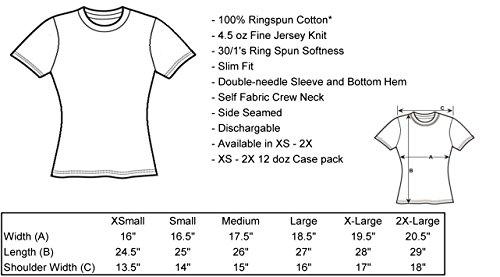 - 100% Ringspun Cotton*
- 4.5 oz Fine Jersey Knit
- 30/1's Ring Spun Softness
- Slim Fit
- Double-needle Sleeve and Bottom Hem
- Self Fabric Crew Neck
- Side Seamed
- Dischargable
- Available in XS - 2X
- XS - 2X 12 doz Case pack
C
A
B
XSmall Small Medium Large X-Large 2X-Large
Width (A) 16" 16.5" 17.5" 18.5" 19.5" 20.5"
Length (B) 24.5" 25" 26" 27" 28" 29"
Shoulder Width (C) 13.5" 14" 15" 16" 17" 18"